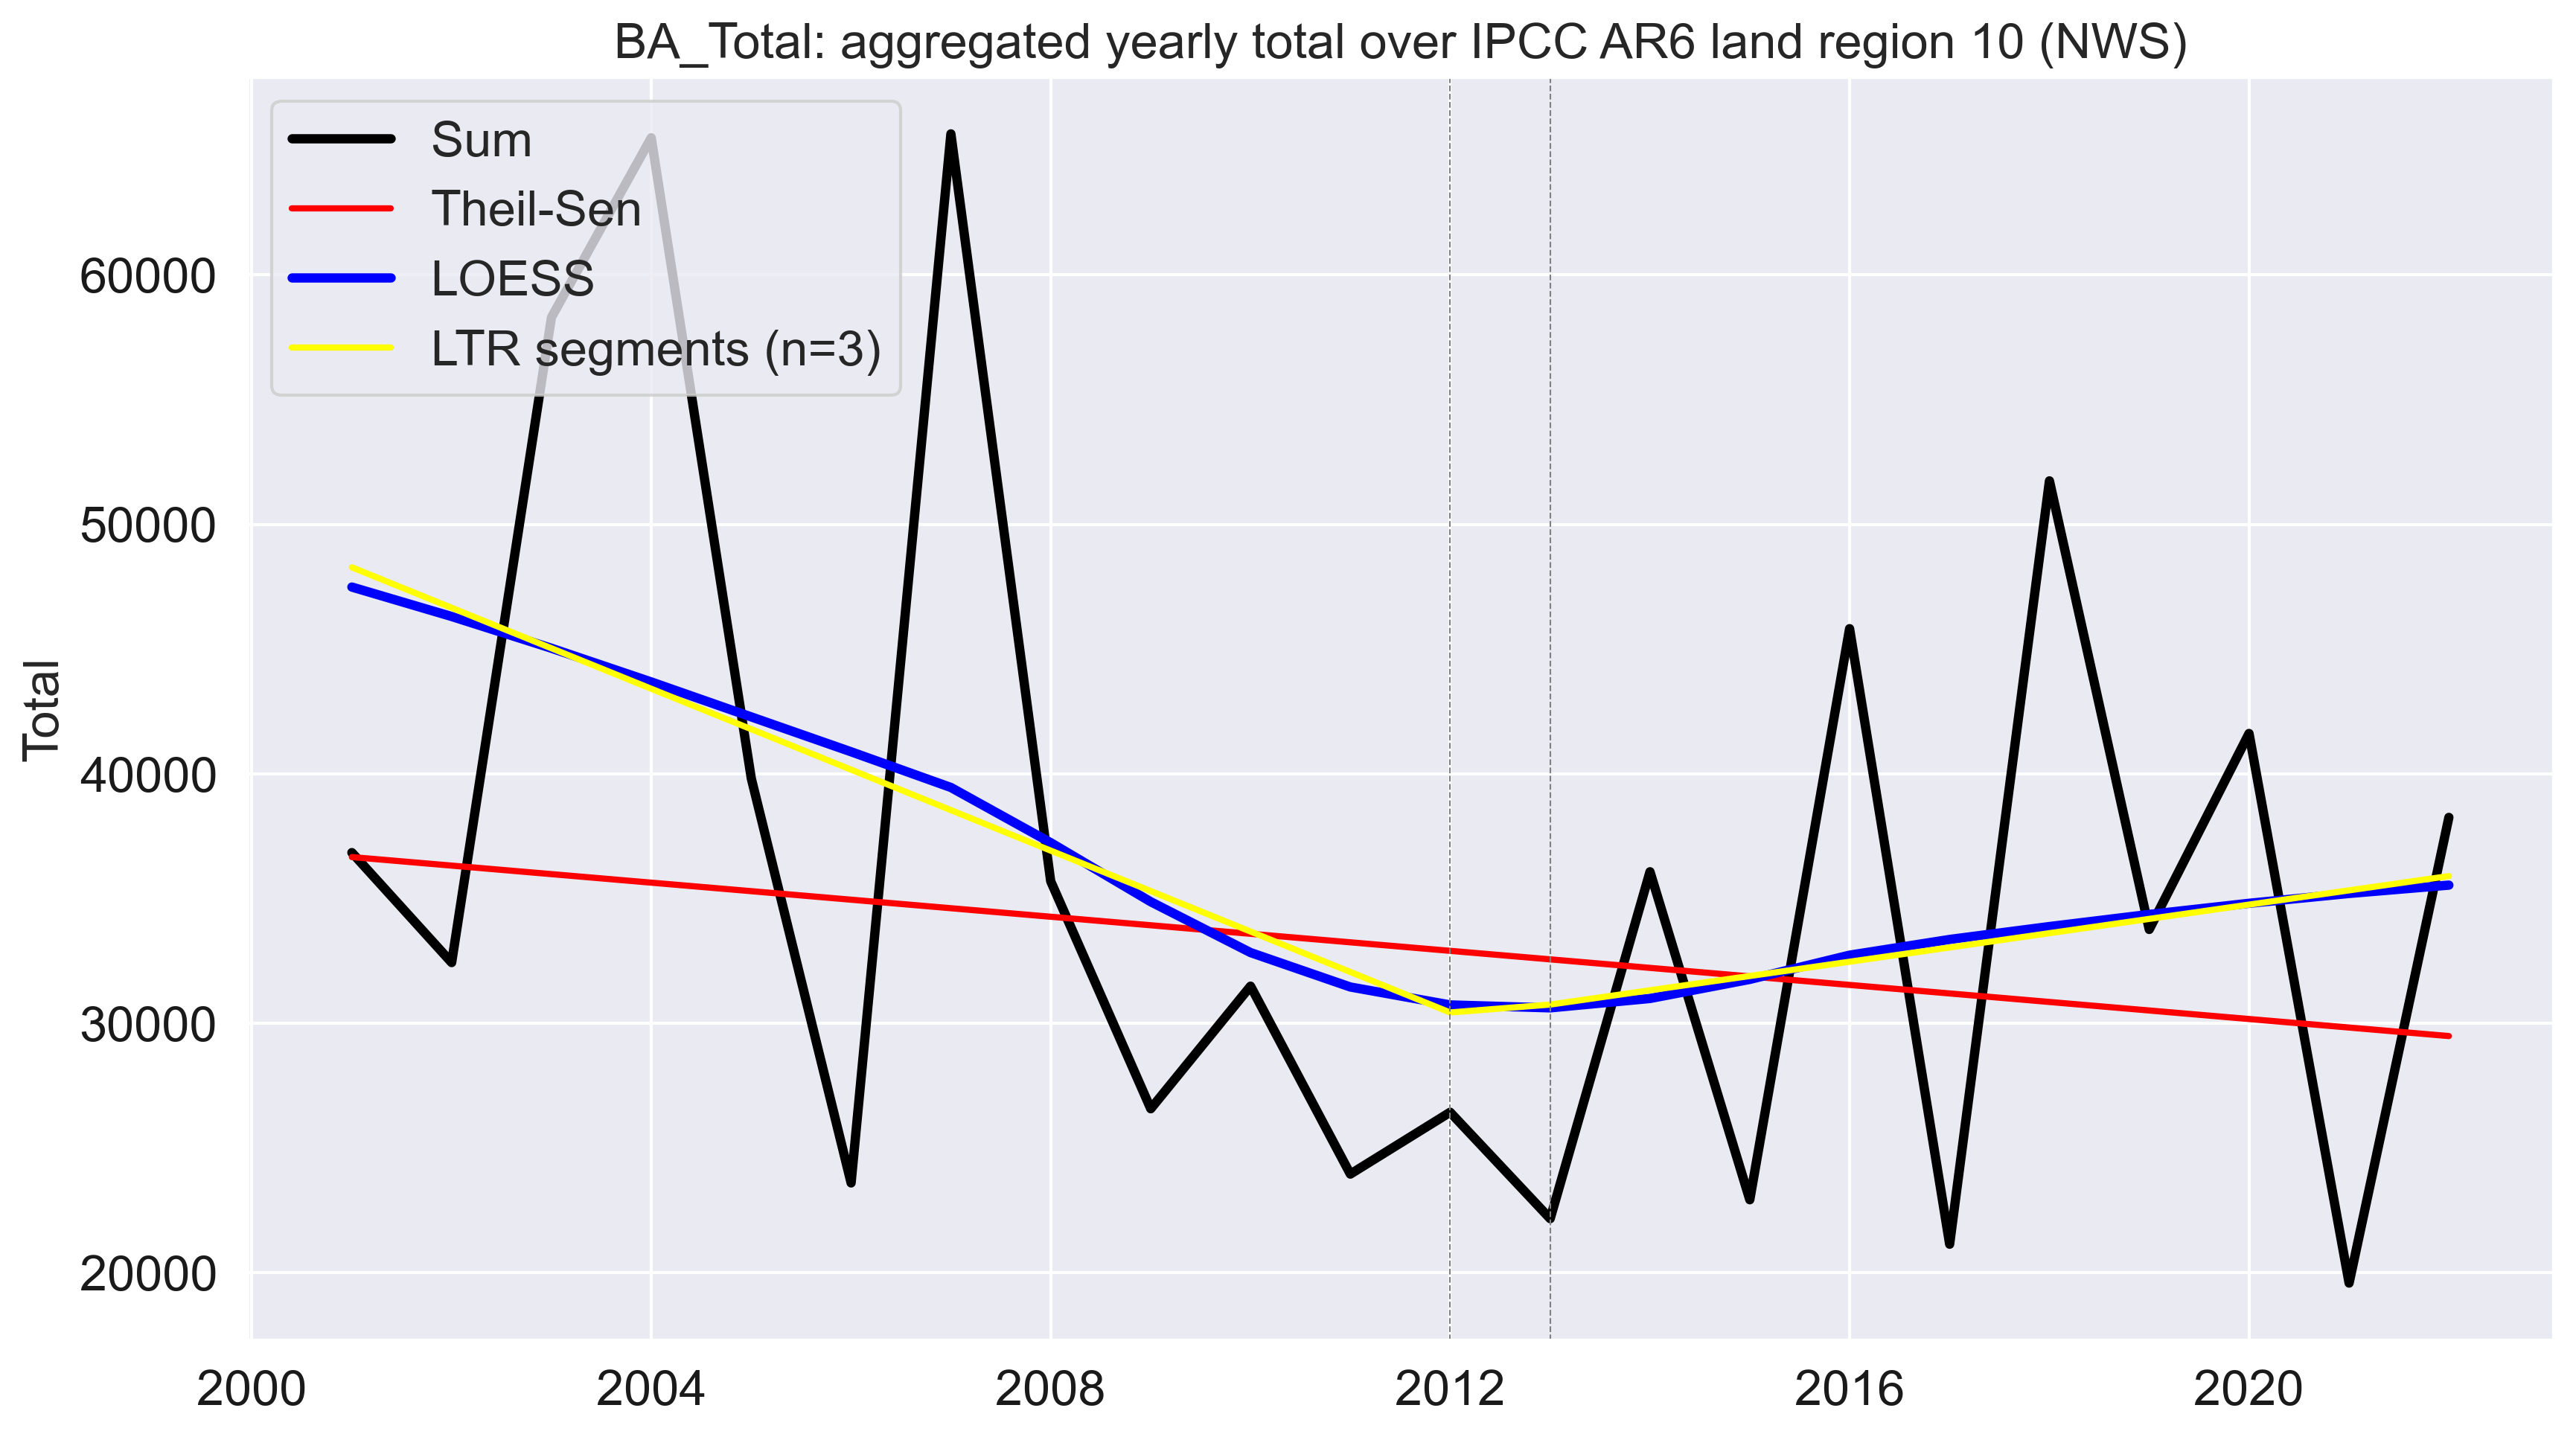 BA_Total: aggregated yearly total over IPCC AR6 land region 10 (NWS)
Sum
Theil-Sen
LOESS
LTR segments (n=3)
Total
60000
50000
40000
30000
20000
2000 2004 2008 2012 2016 2020